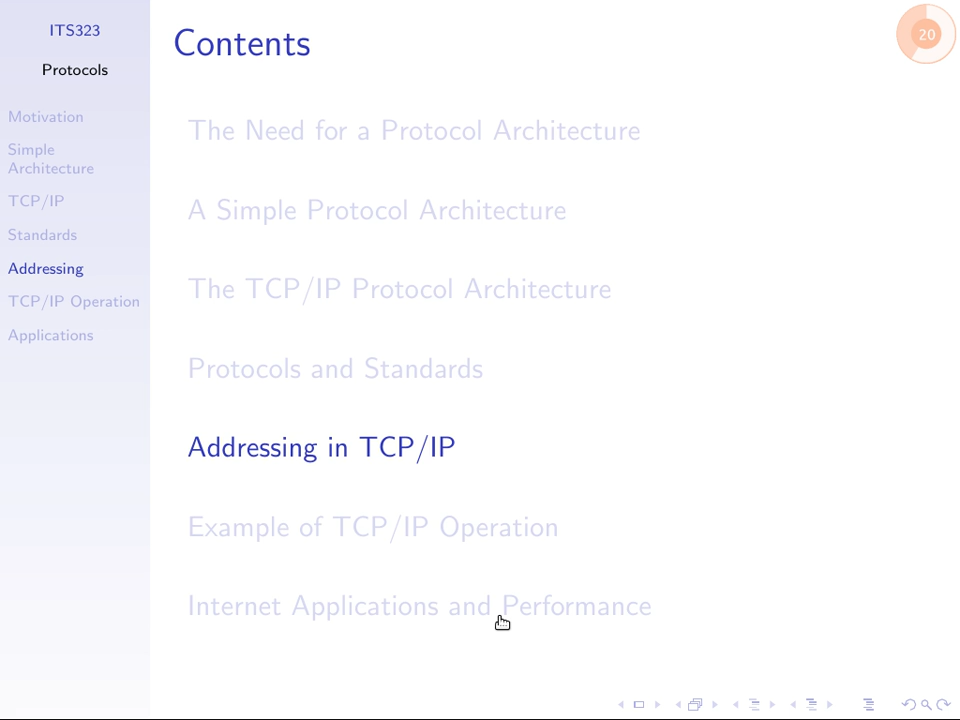 ITS323
Protocols
Motivation
Simple
Architecture
TCP/IP
Standards
Addressing
TCP/IP Operation
Applications
Contents
20
The Need for a Protocol Architecture
A Simple Protocol Architecture
The TCP/IP Protocol Architecture
Protocols and Standards
Addressing in TCP/IP
Example of TCP/IP Operation
Internet Applications and Performance